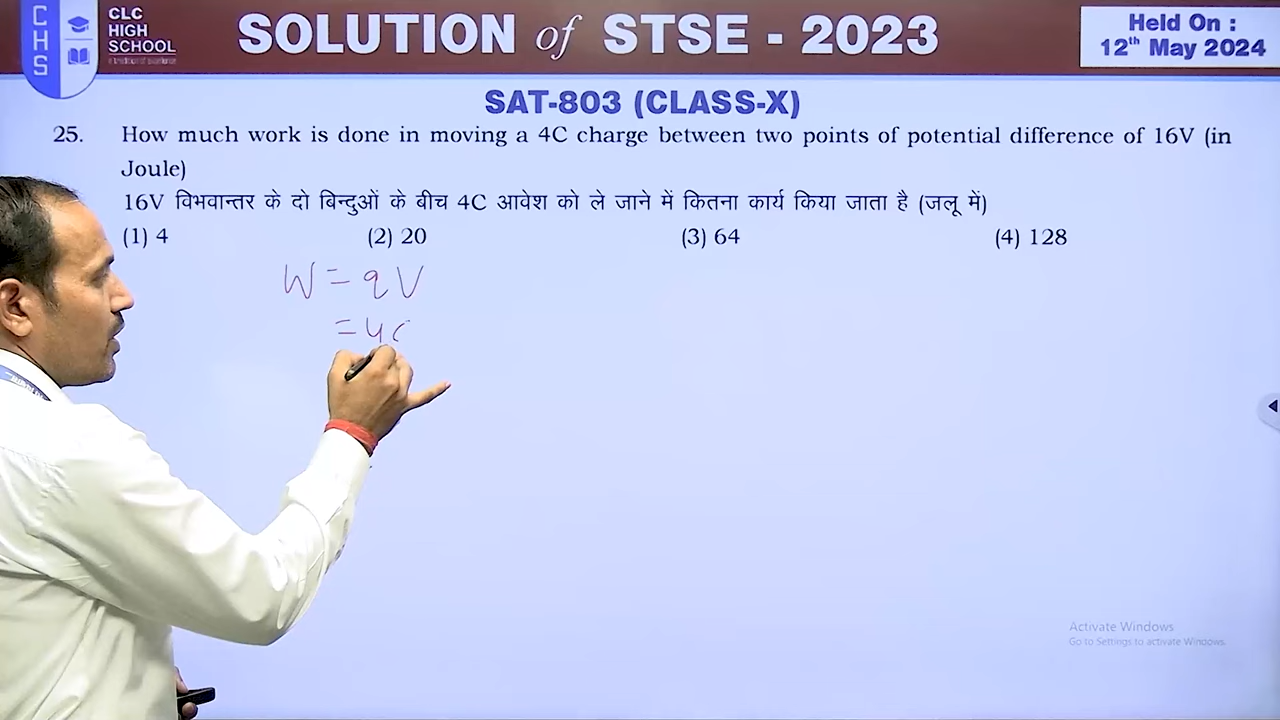 CHS
CLC
HIGH
SCHOOL
SOLUTION of STSE - 2023
Held On :
12th May 2024
SAT-803 (CLASS-X)
25. How much work is done in moving a 4C charge between two points of potential difference of 16V (in
Joule)
16V विभवान्तर के दो बिन्दुओं के बीच 4C आवेश को ले जाने में कितना कार्य किया जाता है (जलू में)
(1) 4 (2) 20 (3) 64 (4) 128
W = qV
= 4C
Activate Windows
Go to Settings to activate Windows.